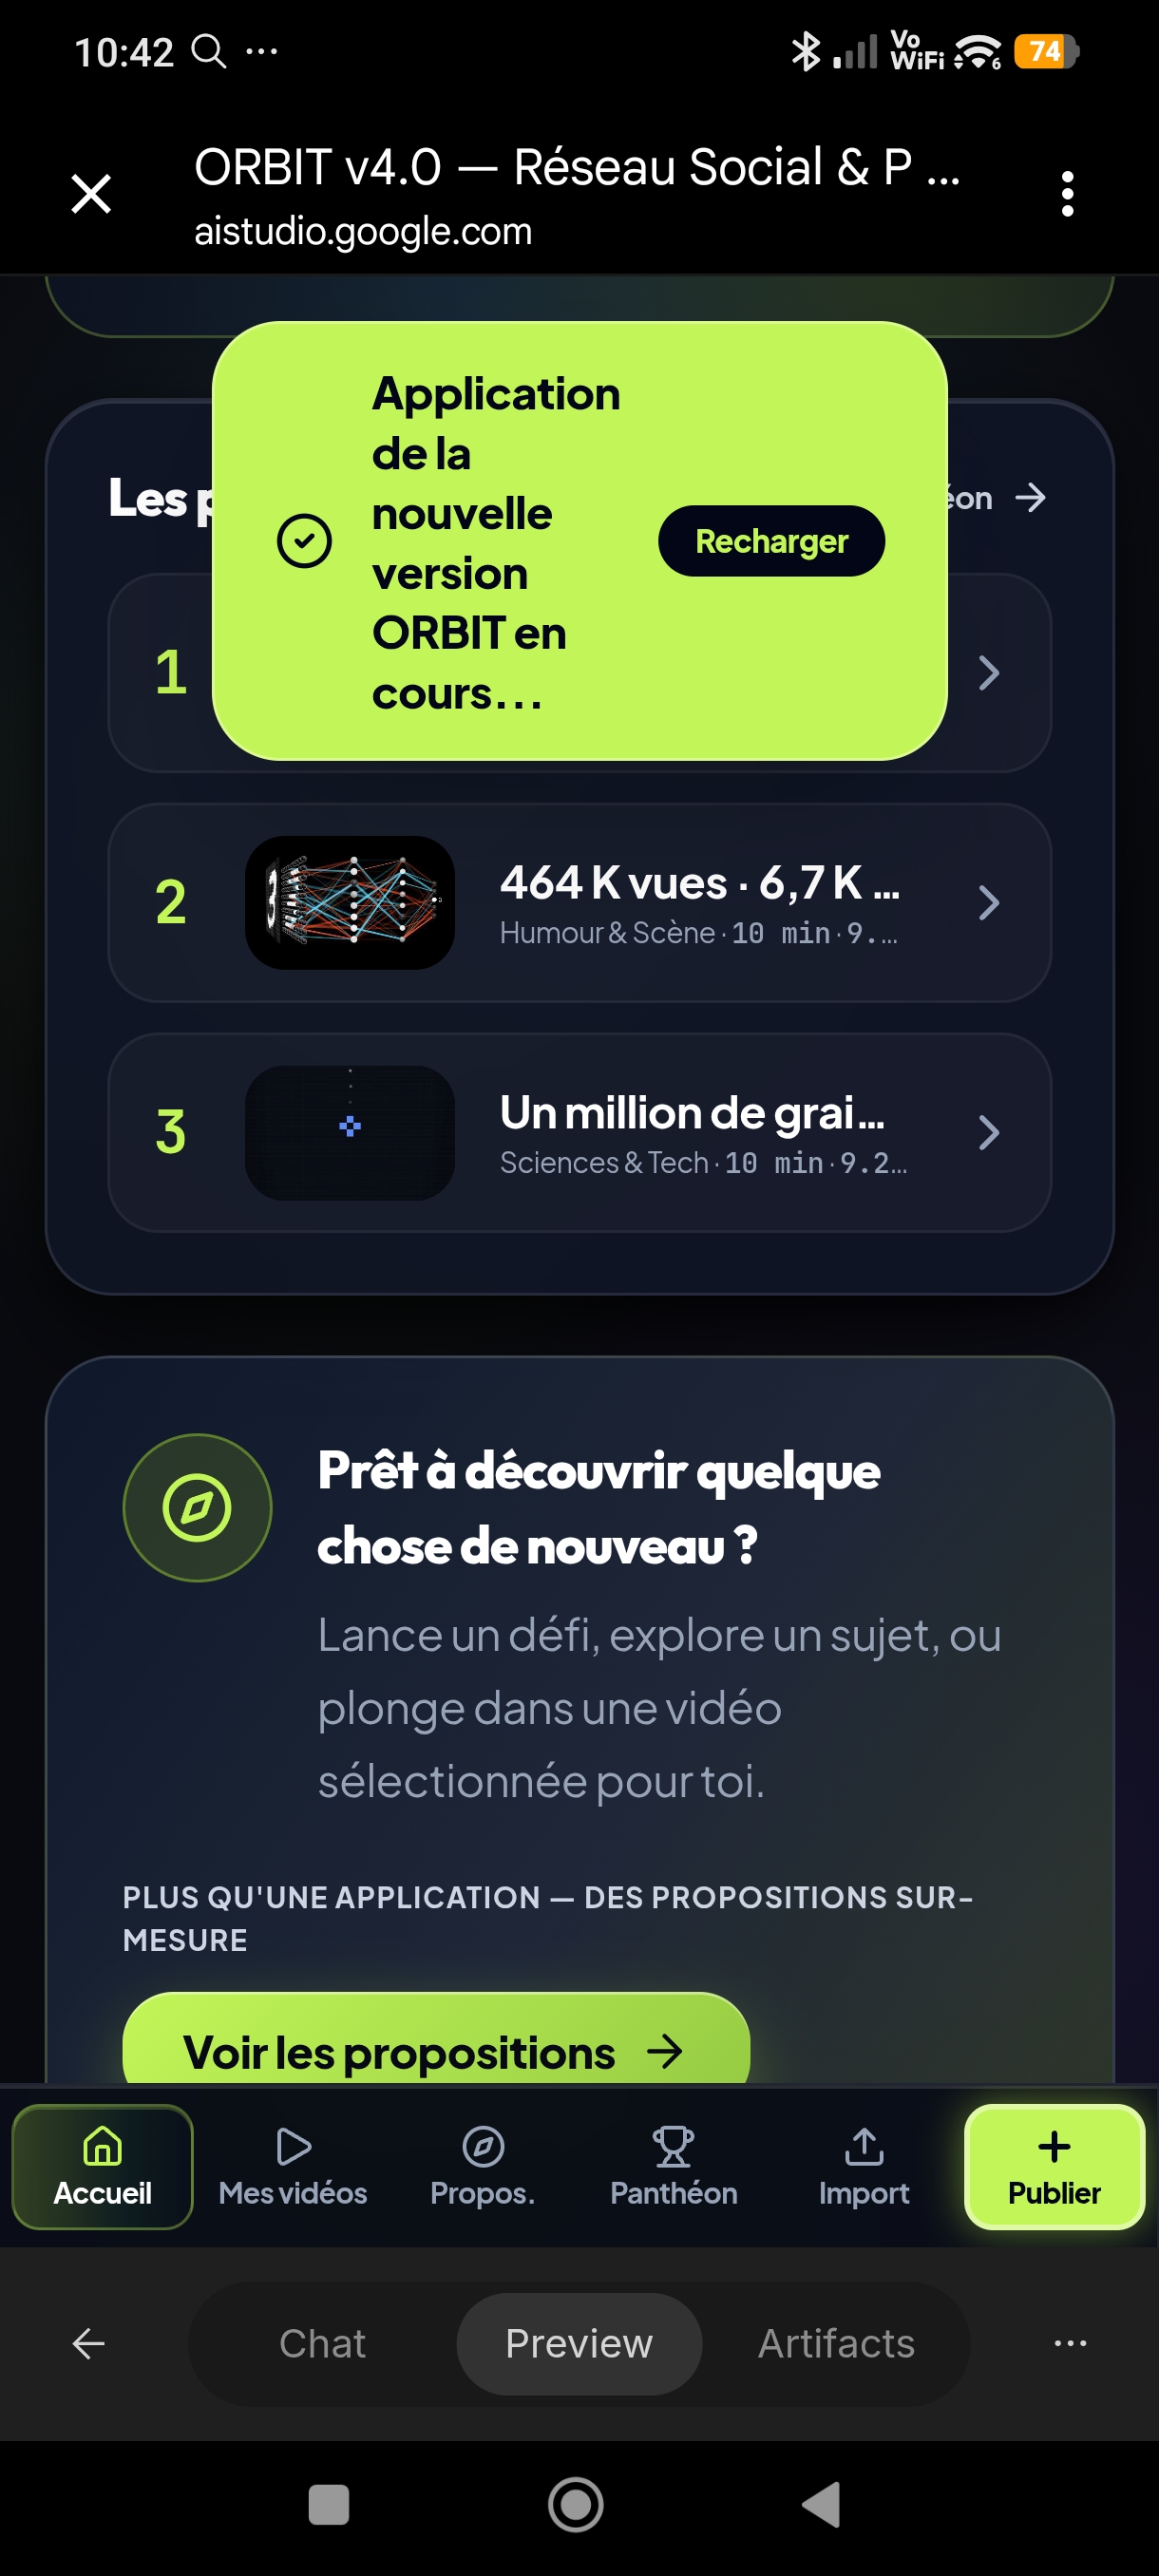 10:42
Vo
WiFi 6
74
ORBIT v4.0 — Réseau Social & P ...
aistudio.google.com
Application
de la
nouvelle
version
ORBIT en
cours...
Recharger
Les
→
1
2
464 K vues · 6,7 K ...
Humour & Scène · 10 min · 9....
3
Un million de grai...
Sciences & Tech · 10 min · 9.2...
Prêt à découvrir quelque
chose de nouveau ?
Lance un défi, explore un sujet, ou
plonge dans une vidéo
sélectionnée pour toi.
PLUS QU'UNE APPLICATION — DES PROPOSITIONS SUR-
MESURE
Voir les propositions →
Accueil
Mes vidéos
Propos.
Panthéon
Import
Publier
Chat
Preview
Artifacts